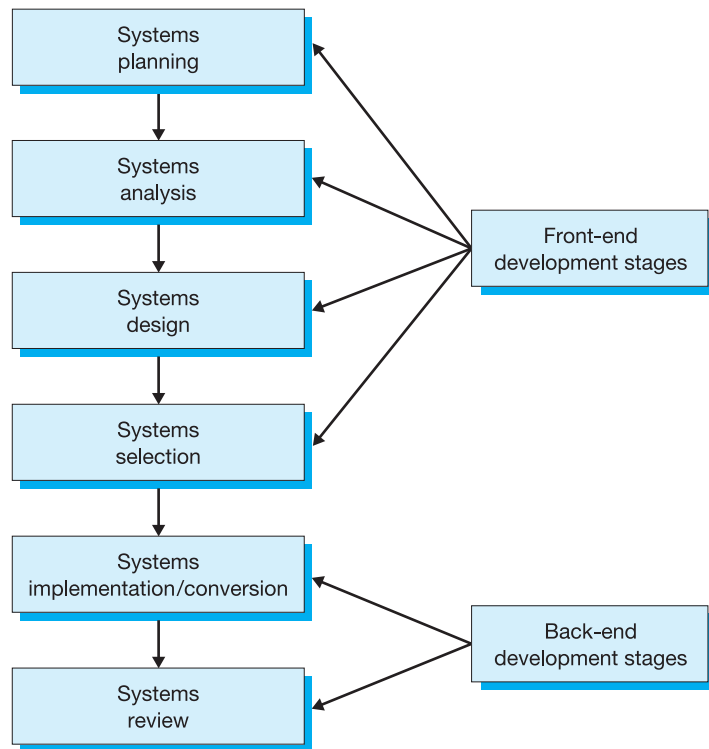 Systems
planning
Systems
analysis
Front-end
development stages
Systems
design
Systems
selection
Systems
implementation/conversion
Back-end
development stages
Systems
review